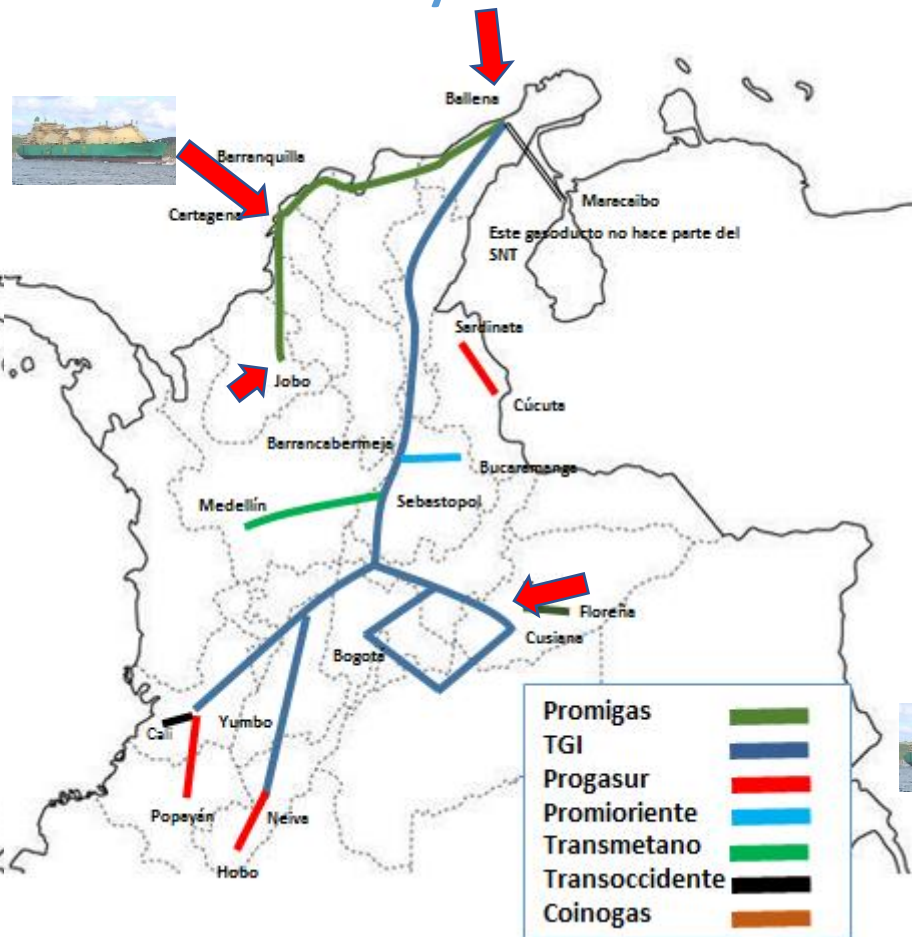 Ballena
Barranquilla
Cartagena
Maracaibo
Este gasoducto no hace parte del
SNT
Sardinata
Jobo
Cúcuta
Barrancabermeja
Bucaramanga
Medellín
Sebastopol
Floreña
Cusiana
Bogotá
Yumbo
Cali
Popayán
Neiva
Hobo
Promigas
TGI
Progasur
Promioriente
Transmetano
Transoccidente
Coinogas